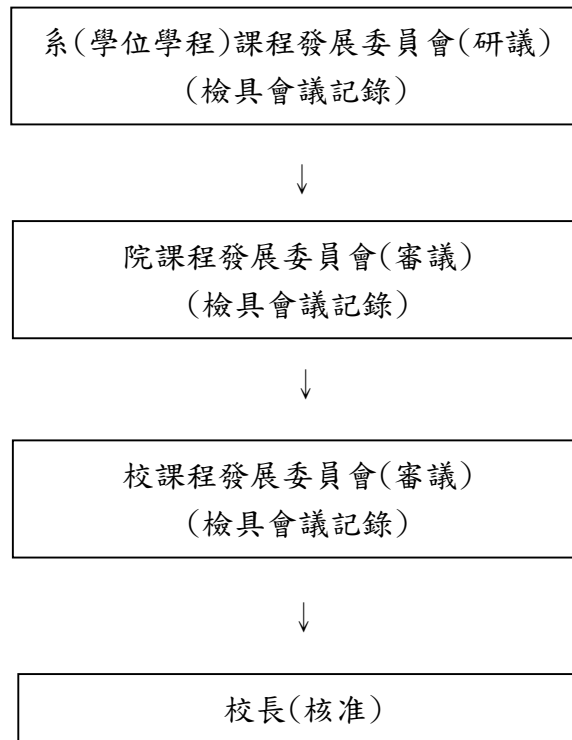 系(學位學程)課程發展委員會(研議)
(檢具會議記錄)
↓
院課程發展委員會(審議)
(檢具會議記錄)
↓
校課程發展委員會(審議)
(檢具會議記錄)
↓
校長(核准)